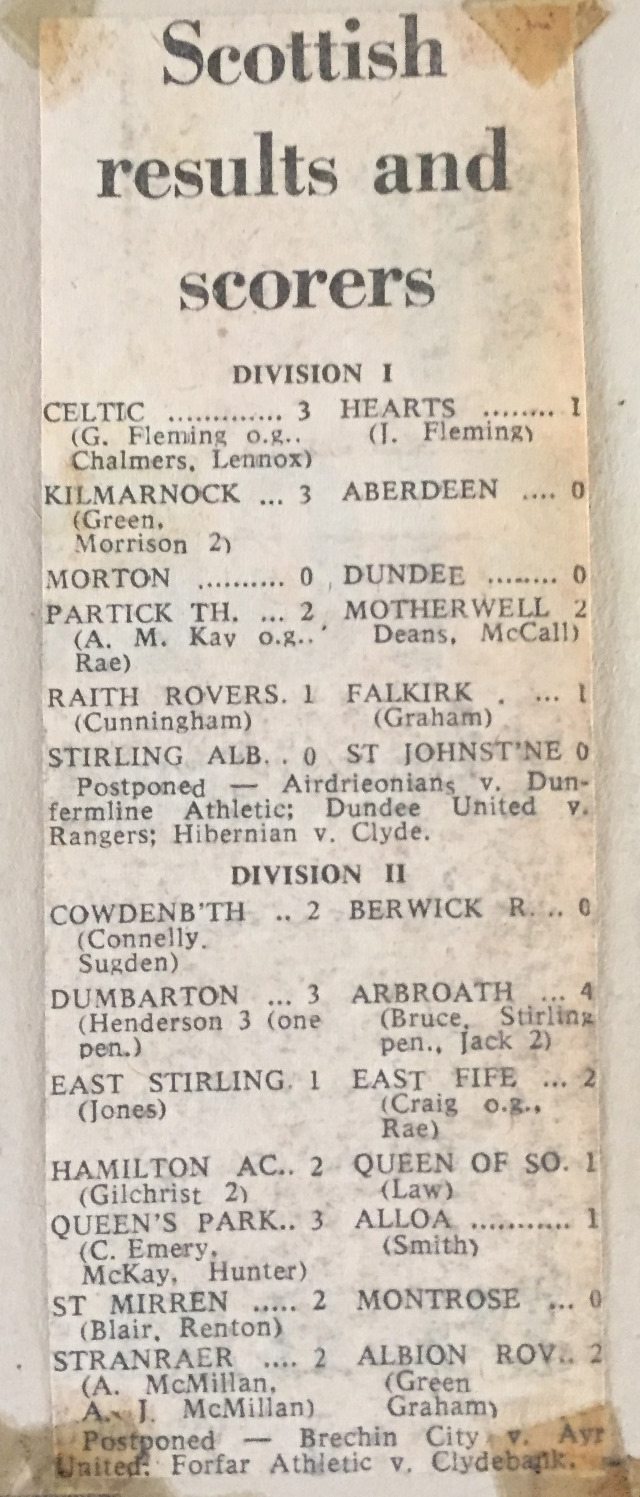 Scottish
results and
scorers
DIVISION I
CELTIC ............. 3 HEARTS ........ 1
(G. Fleming o.g., (J. Fleming)
Chalmers, Lennox)
KILMARNOCK ... 3 ABERDEEN .... 0
(Green,
Morrison 2)
MORTON .......... 0 DUNDEE ........ 0
PARTICK TH. ... 2 MOTHERWELL 2
(A. M. Kay o.g., Deans, McCall)
Rae)
RAITH ROVERS. 1 FALKIRK . ... 1
(Cunningham) (Graham)
STIRLING ALB. . 0 ST JOHNST'NE 0
Postponed — Airdrieonians v. Dun-
fermline Athletic; Dundee United v.
Rangers; Hibernian v. Clyde.
DIVISION II
COWDENB'TH .. 2 BERWICK R. .. 0
(Connelly,
Sugden)
DUMBARTON ... 3 ARBROATH ... 4
(Henderson 3 (one (Bruce, Stirling
pen.) pen., Jack 2)
EAST STIRLING. 1 EAST FIFE ... 2
(Jones) (Craig o.g.,
Rae)
HAMILTON AC.. 2 QUEEN OF SO. 1
(Gilchrist 2) (Law)
QUEEN'S PARK.. 3 ALLOA ........... 1
(C. Emery, (Smith)
McKay, Hunter)
ST MIRREN ..... 2 MONTROSE ... 0
(Blair, Renton)
STRANRAER .... 2 ALBION ROV.. 2
(A. McMillan, (Green
A. J. McMillan) Graham)
Postponed — Brechin City v. Ayr
United; Forfar Athletic v. Clydebank.